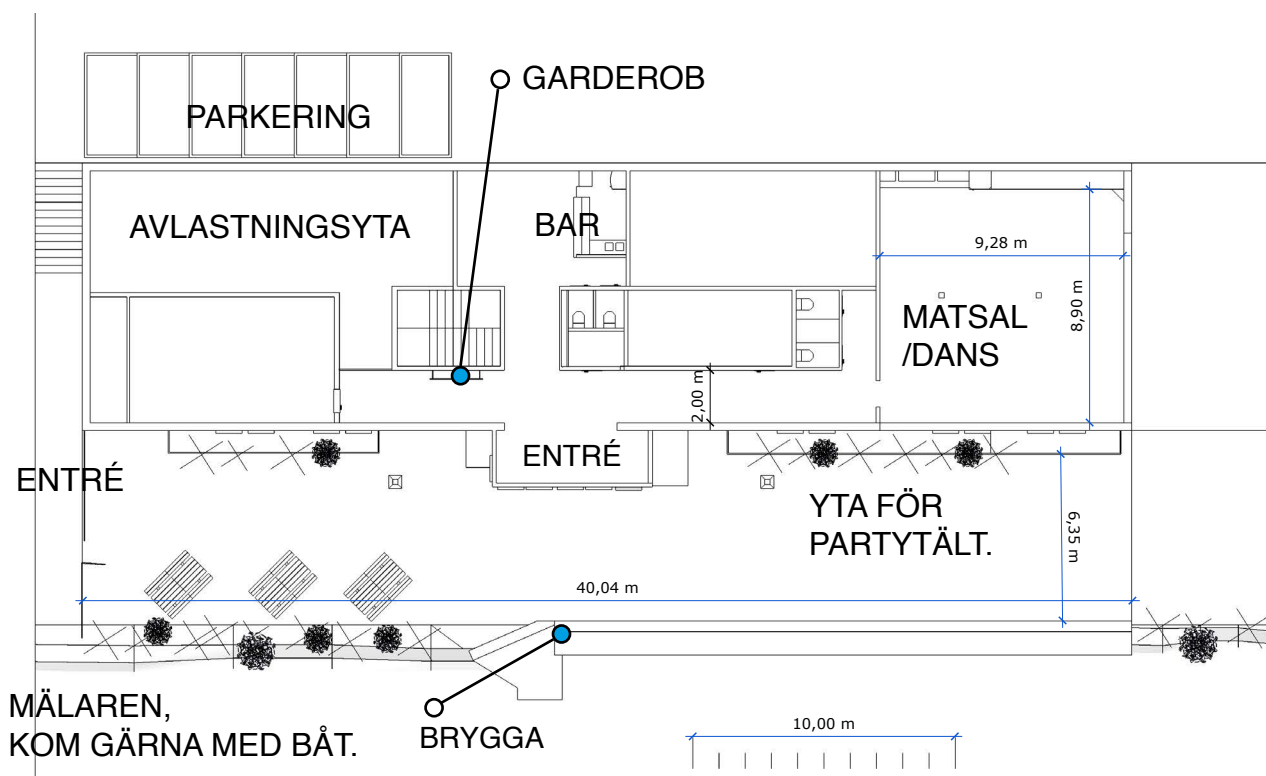 GARDEROB
PARKERING
AVLASTNINGSYTA
BAR
9,28 m
8,90 m
MATSAL
/DANS
2,00 m
ENTRÉ
ENTRÉ
YTA FÖR
PARTYTÄLT.
6,35 m
40,04 m
MÄLAREN,
KOM GÄRNA MED BÅT.
BRYGGA
10,00 m